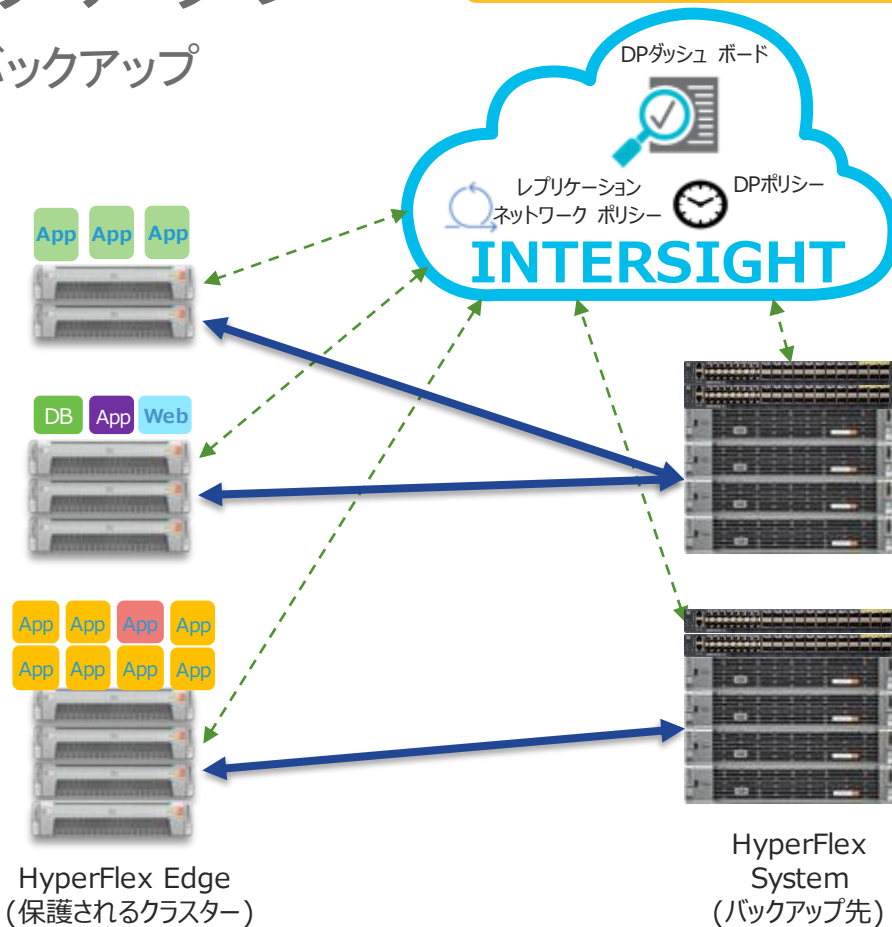 バックアップ
DPダッシュ ボード
レプリケーション
ネットワーク ポリシー
DPポリシー
INTERSIGHT
App App App
DB App Web
App App App App
App App App App
HyperFlex Edge
(保護されるクラスター)
HyperFlex
System
(バックアップ先)